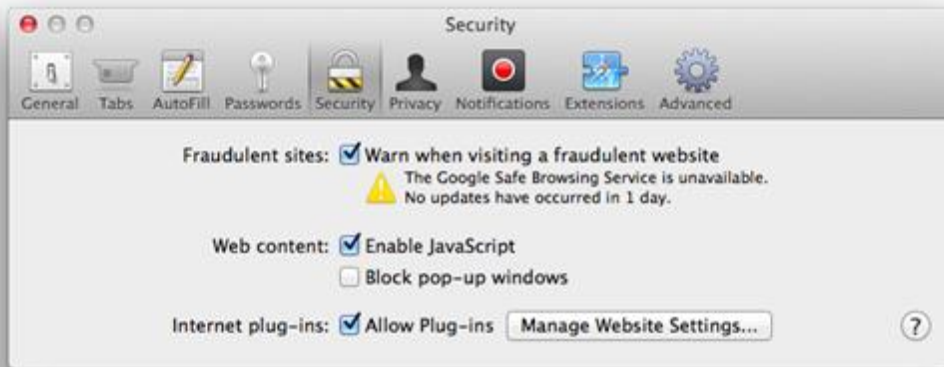 Security
General Tabs AutoFill Passwords Security Privacy Notifications Extensions Advanced
Fraudulent sites: Warn when visiting a fraudulent website
The Google Safe Browsing Service is unavailable.
No updates have occurred in 1 day.
Web content: Enable JavaScript
Block pop-up windows
Internet plug-ins: Allow Plug-ins Manage Website Settings... ?